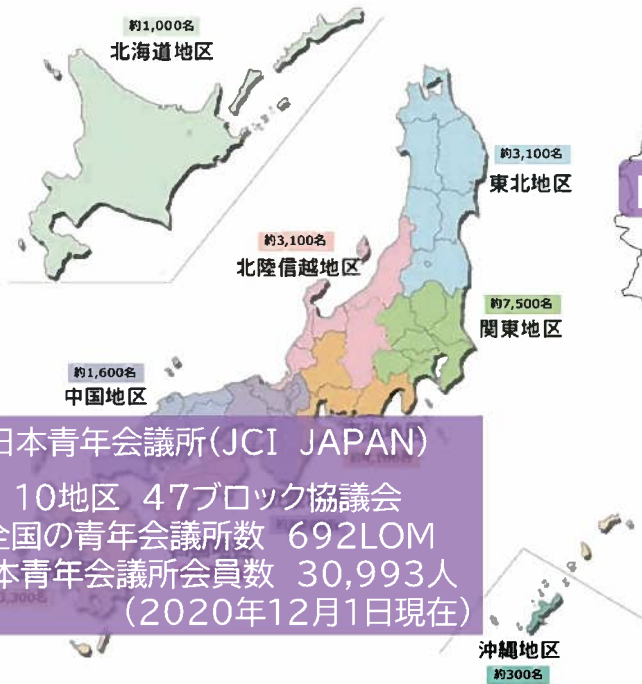 約1,000名
北海道地区
約3,100名
東北地区
約3,100名
北陸信越地区
約7,500名
関東地区
約1,600名
中国地区
日本青年会議所(JCI JAPAN)
10地区 47ブロック協議会
全国の青年会議所数 692LOM
本青年会議所会員数 30,993人
(2020年12月1日現在)
沖縄地区
約300名